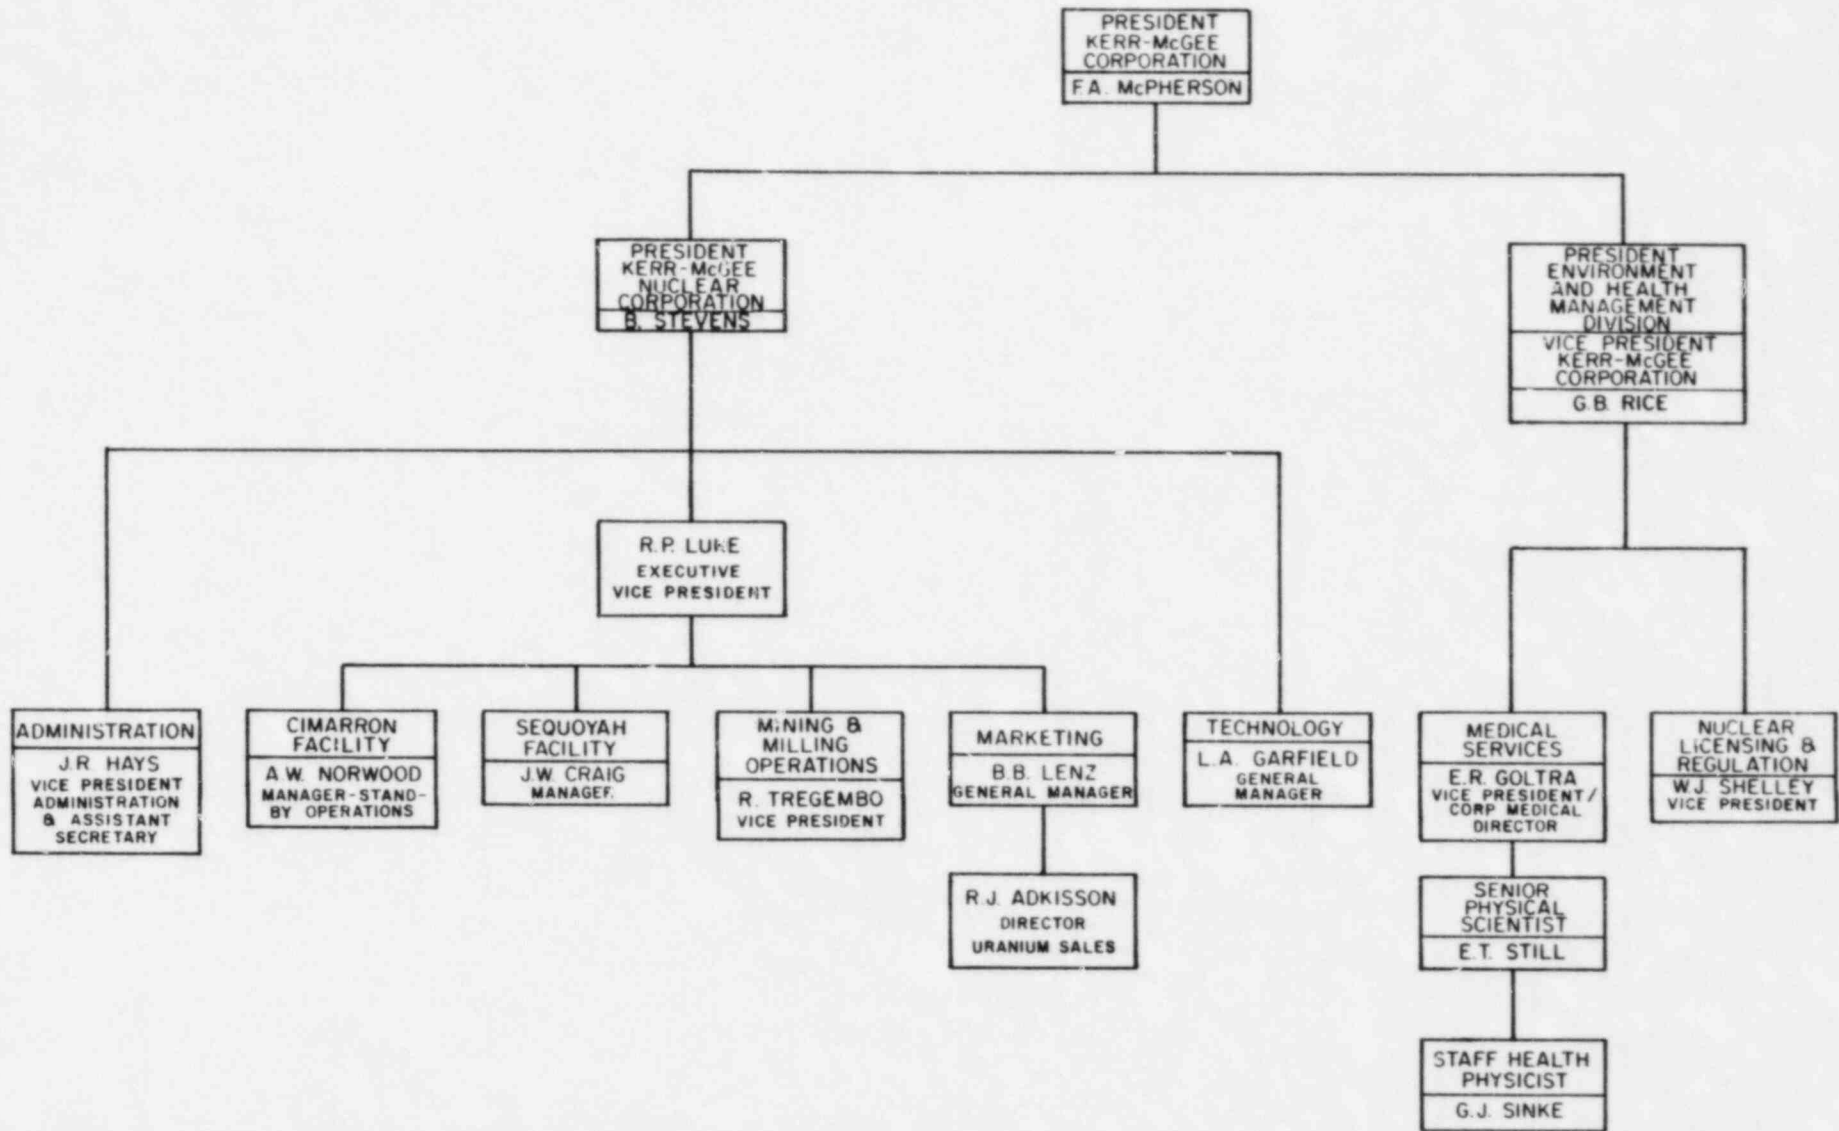 PRESIDENT
KERR-McGEE
CORPORATION
F.A. McPHERSON
PRESIDENT
KERR-McGEE
NUCLEAR
CORPORATION
B. STEVENS
PRESIDENT
ENVIRONMENT
AND HEALTH
MANAGEMENT
DIVISION
VICE PRESIDENT
KERR-McGEE
CORPORATION
G.B. RICE
R.P. LUKE
EXECUTIVE
VICE PRESIDENT
ADMINISTRATION
J.R. HAYS
VICE PRESIDENT
ADMINISTRATION
& ASSISTANT
SECRETARY
CIMARRON
FACILITY
A.W. NORWOOD
MANAGER-STAND-
BY OPERATIONS
SEQUOYAH
FACILITY
J.W. CRAIG
MANAGER
MINING &
MILLING
OPERATIONS
R. TREGEMBO
VICE PRESIDENT
MARKETING
B.B. LENZ
GENERAL MANAGER
R.J. ADKISSON
DIRECTOR
URANIUM SALES
TECHNOLOGY
L.A. GARFIELD
GENERAL
MANAGER
MEDICAL
SERVICES
E.R. GOLTRA
VICE PRESIDENT/
CORP MEDICAL
DIRECTOR
SENIOR
PHYSICAL
SCIENTIST
E.T. STILL
STAFF HEALTH
PHYSICIST
G.J. SINKE
NUCLEAR
LICENSING &
REGULATION
W.J. SHELLEY
VICE PRESIDENT